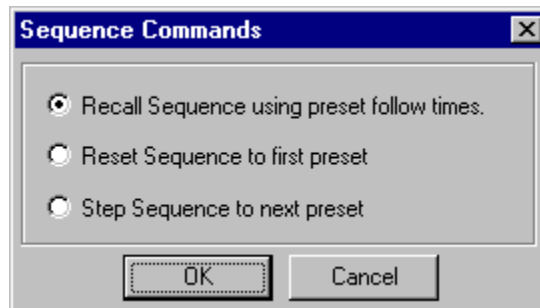 Sequence Commands
Recall Sequence using preset follow times.
Reset Sequence to first preset
Step Sequence to next preset
OK
Cancel